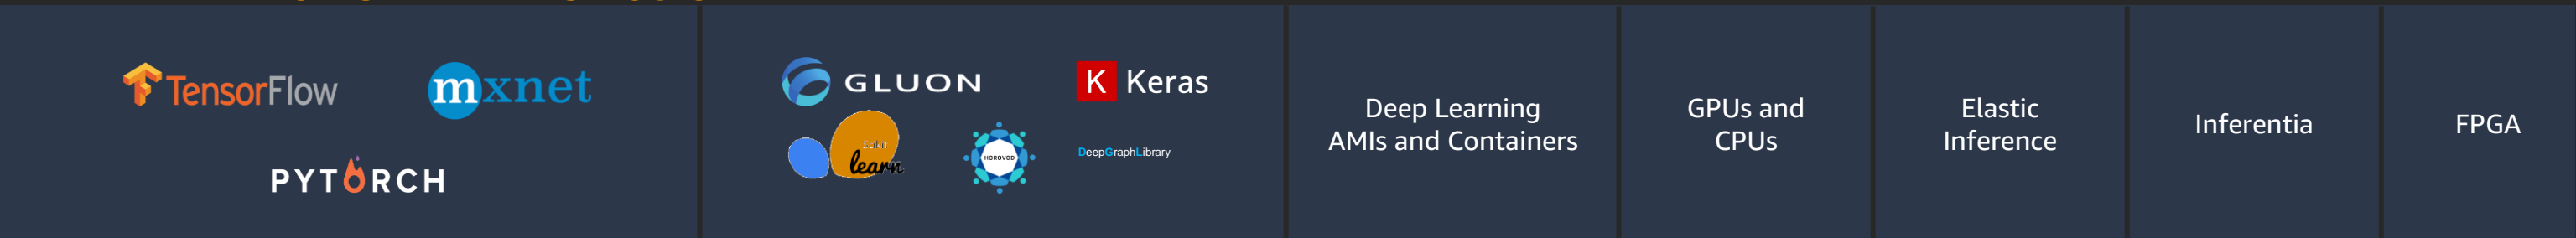 TensorFlow
mxnet
PYTORCH
GLUON
Keras
learn
HOROVOD
DeepGraphLibrary
Deep Learning
AMIs and Containers
GPUs and
CPUs
Elastic
Inference
Inferentia
FPGA